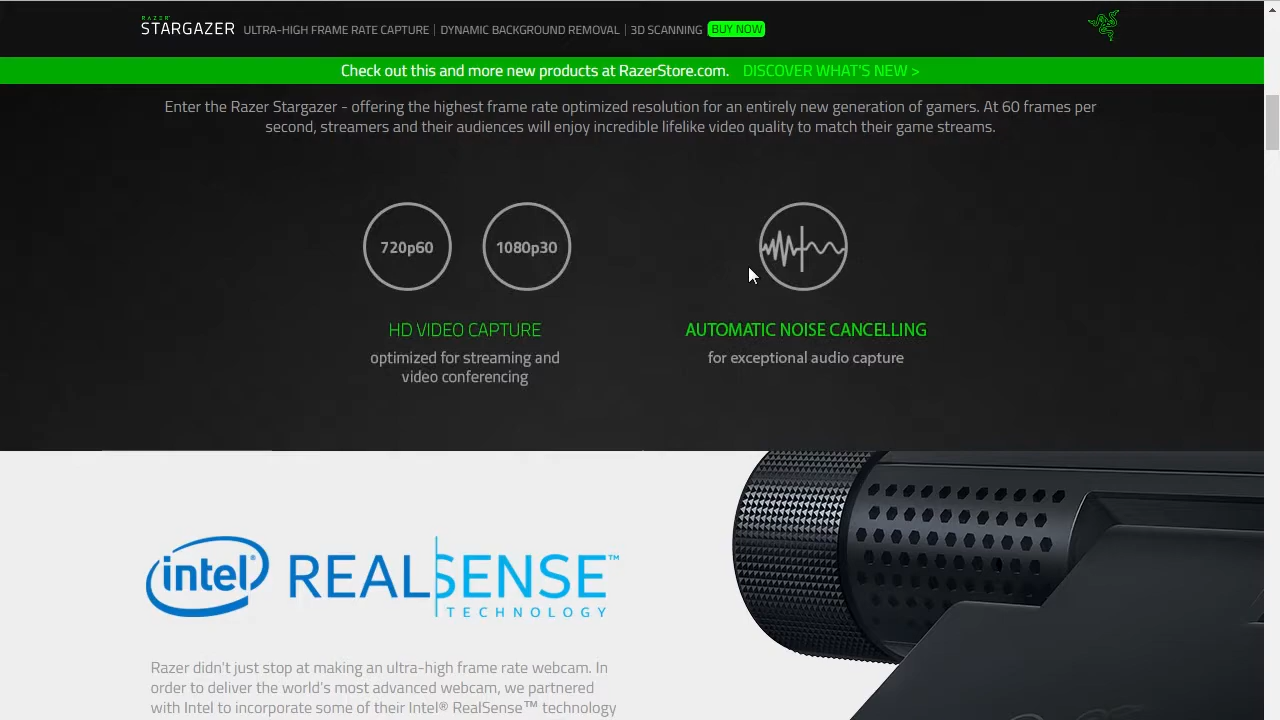 RAZER
STARGAZER ULTRA-HIGH FRAME RATE CAPTURE | DYNAMIC BACKGROUND REMOVAL | 3D SCANNING BUY NOW
Check out this and more new products at RazerStore.com. DISCOVER WHAT'S NEW >
Enter the Razer Stargazer - offering the highest frame rate optimized resolution for an entirely new generation of gamers. At 60 frames per
second, streamers and their audiences will enjoy incredible lifelike video quality to match their game streams.
720p60 1080p30
HD VIDEO CAPTURE
optimized for streaming and
video conferencing
AUTOMATIC NOISE CANCELLING
for exceptional audio capture
intel® REALSENSE™
TECHNOLOGY
Razer didn't just stop at making an ultra-high frame rate webcam. In
order to deliver the world's most advanced webcam, we partnered
with Intel to incorporate some of their Intel® RealSense™ technology